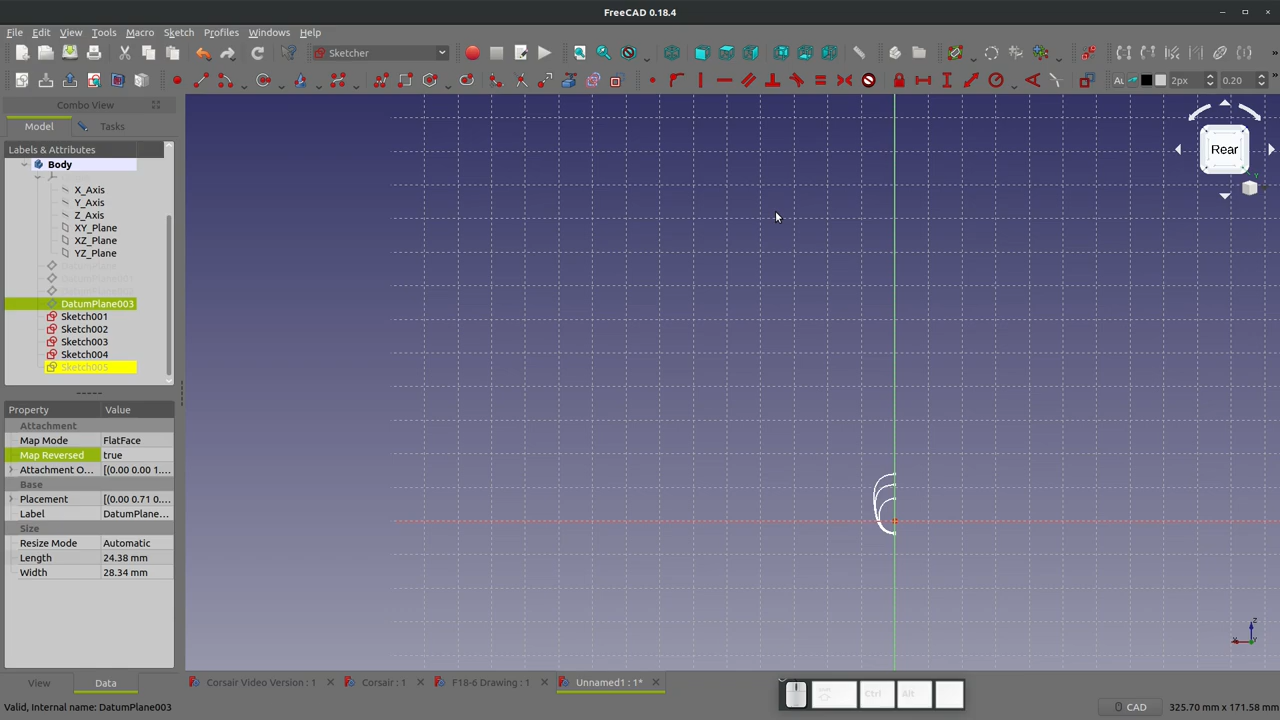 FreeCAD 0.18.4
File Edit View Tools Macro Sketch Profiles Windows Help
Sketcher
2px 0.20
Combo View
Model Tasks
Labels & Attributes
Body
X_Axis
Y_Axis
Z_Axis
XY_Plane
XZ_Plane
YZ_Plane
DatumPlane
DatumPlane001
DatumPlane002
DatumPlane003
Sketch001
Sketch002
Sketch003
Sketch004
Sketch005
Rear
Property Value
Attachment
Map Mode FlatFace
Map Reversed true
Attachment O... [(0.00 0.00 1....
Base
Placement [(0.00 0.71 0....
Label DatumPlane...
Size
Resize Mode Automatic
Length 24.38 mm
Width 28.34 mm
View Data
Corsair Video Version : 1 Corsair : 1 F18-6 Drawing : 1 Unnamed1 : 1*
Ctrl Alt
Valid, Internal name: DatumPlane003
CAD 325.70 mm x 171.58 mm